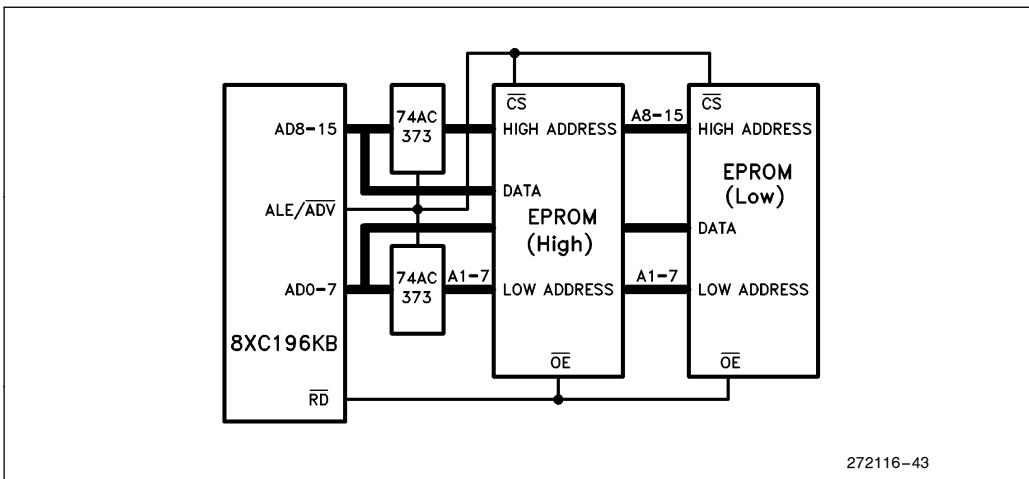 AD8-15
ALE/ADV
AD0-7
8XC196KB
RD
74AC
373
74AC
373
A1-7
CS
HIGH ADDRESS
DATA
EPROM
(High)
LOW ADDRESS
OE
A8-15
A1-7
CS
HIGH ADDRESS
EPROM
(Low)
DATA
LOW ADDRESS
OE
272116-43